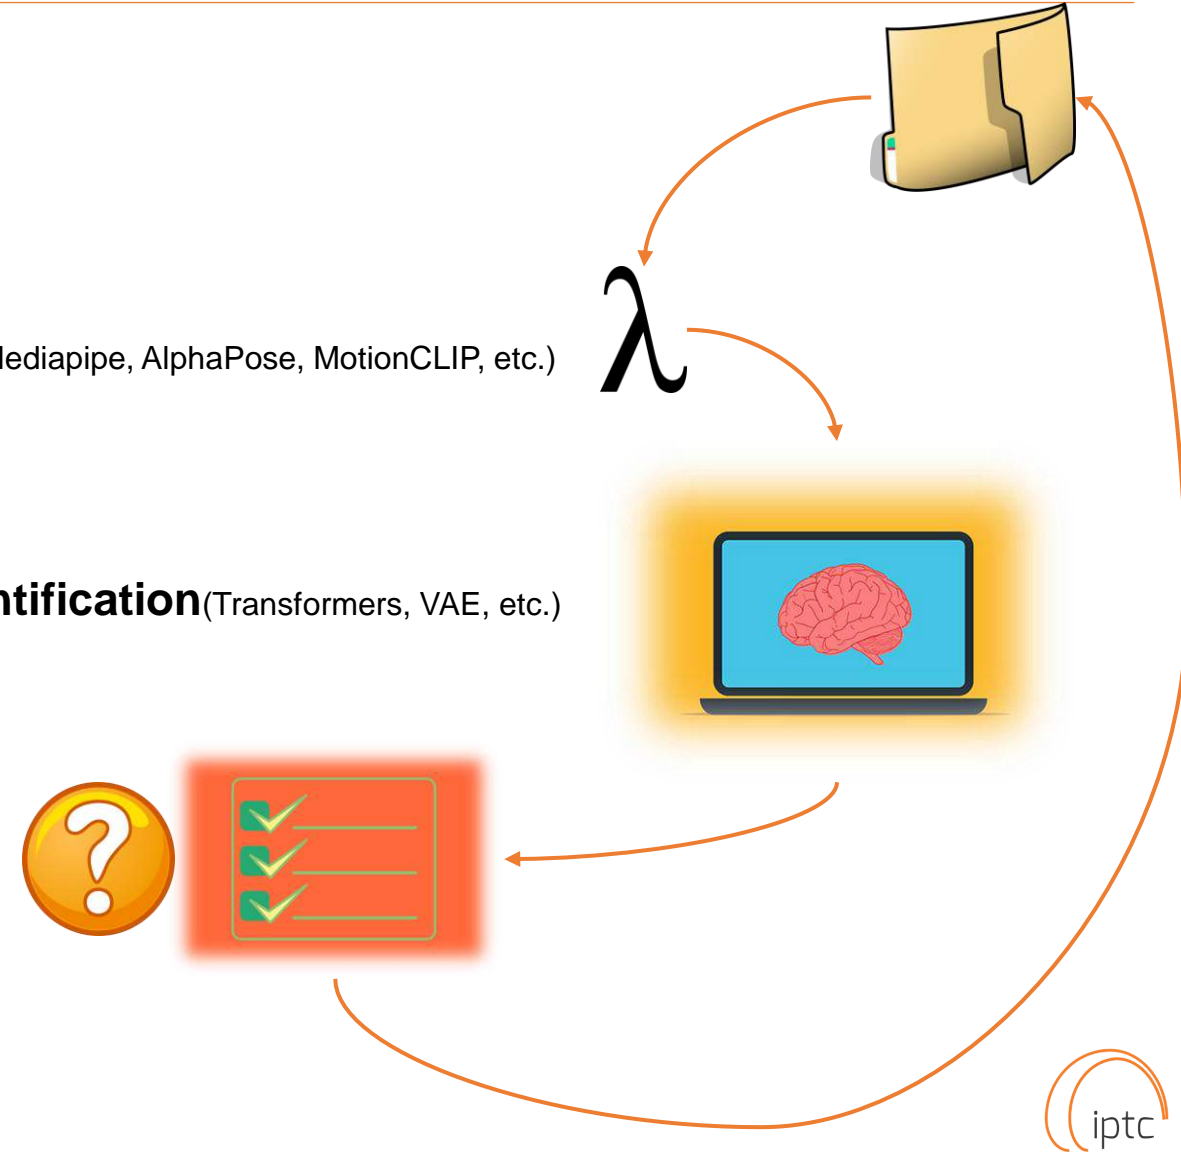 λ
lediapipe, AlphaPose, MotionCLIP, etc.)
ntification(Transformers, VAE, etc.)
?
iptc